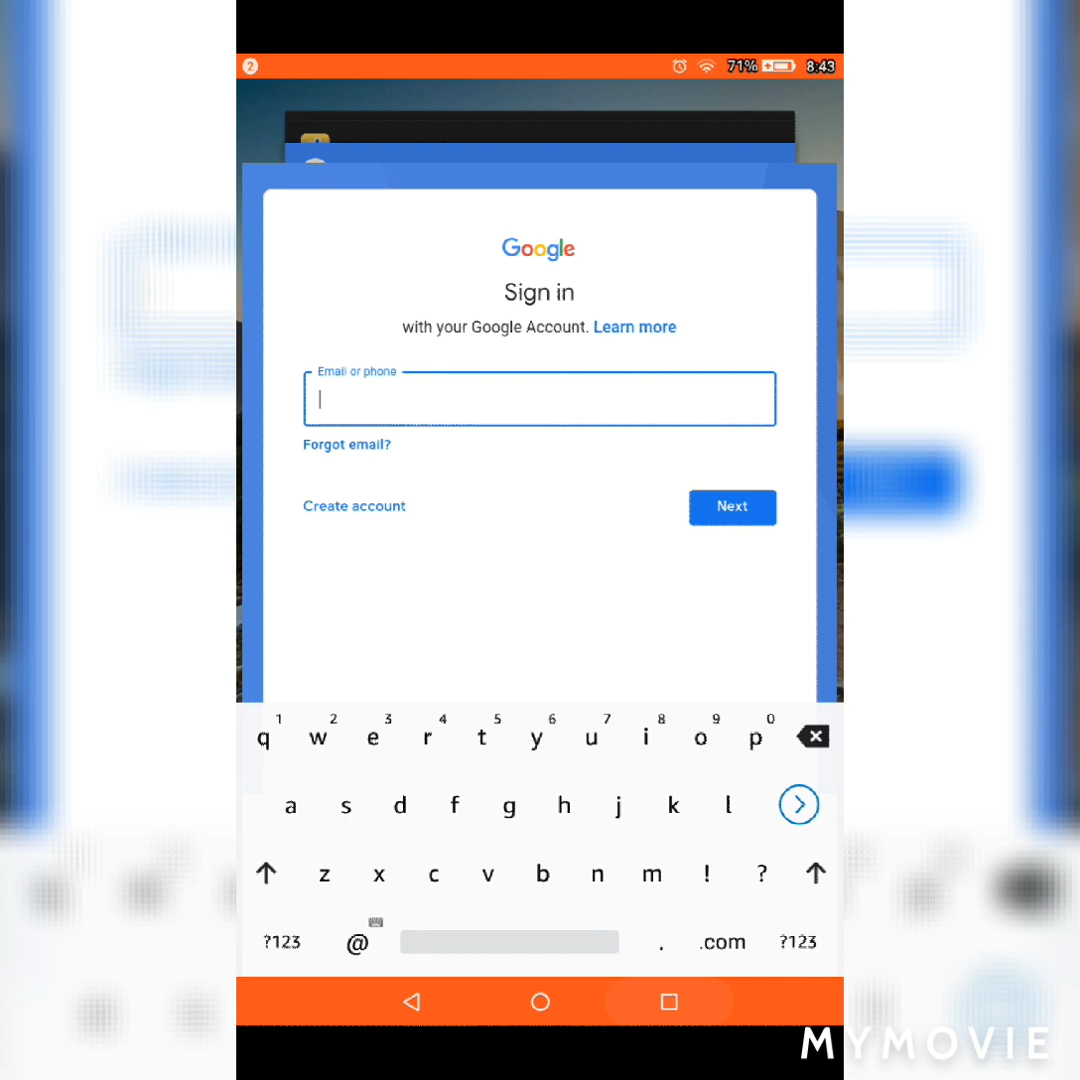 2 71% 8:43
Google
Sign in
with your Google Account. Learn more
Email or phone
Forgot email?
Create account Next
1 2 3 4 5 6 7 8 9 0
q w e r t y u i o p
a s d f g h j k l
z x c v b n m ! ?
?123 @ . .com ?123
MYMOVIE